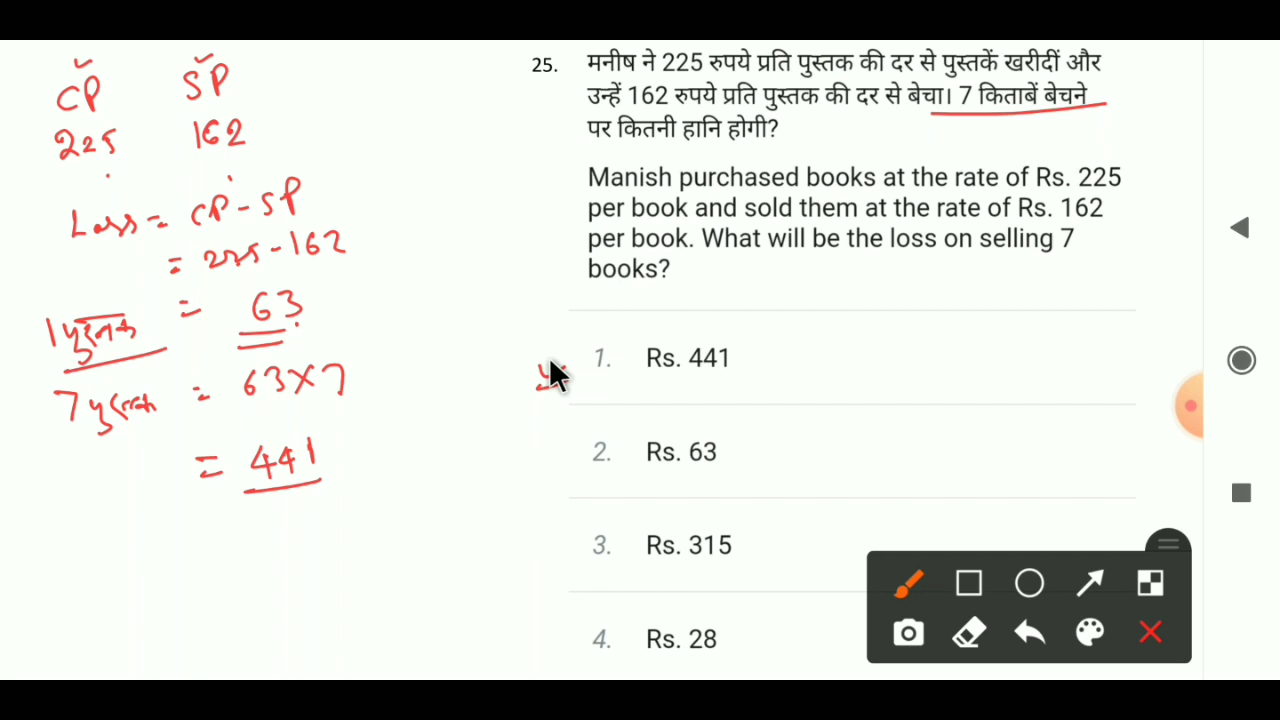 CP SP
225 162
Loss = CP - SP
= 225 - 162
1 पुस्तक = 63
7 पुस्तक = 63 X 7
= 441
25. मनीष ने 225 रुपये प्रति पुस्तक की दर से पुस्तकें खरीदीं और
उन्हें 162 रुपये प्रति पुस्तक की दर से बेचा। 7 किताबें बेचने
पर कितनी हानि होगी?
Manish purchased books at the rate of Rs. 225
per book and sold them at the rate of Rs. 162
per book. What will be the loss on selling 7
books?
1. Rs. 441
2. Rs. 63
3. Rs. 315
4. Rs. 28